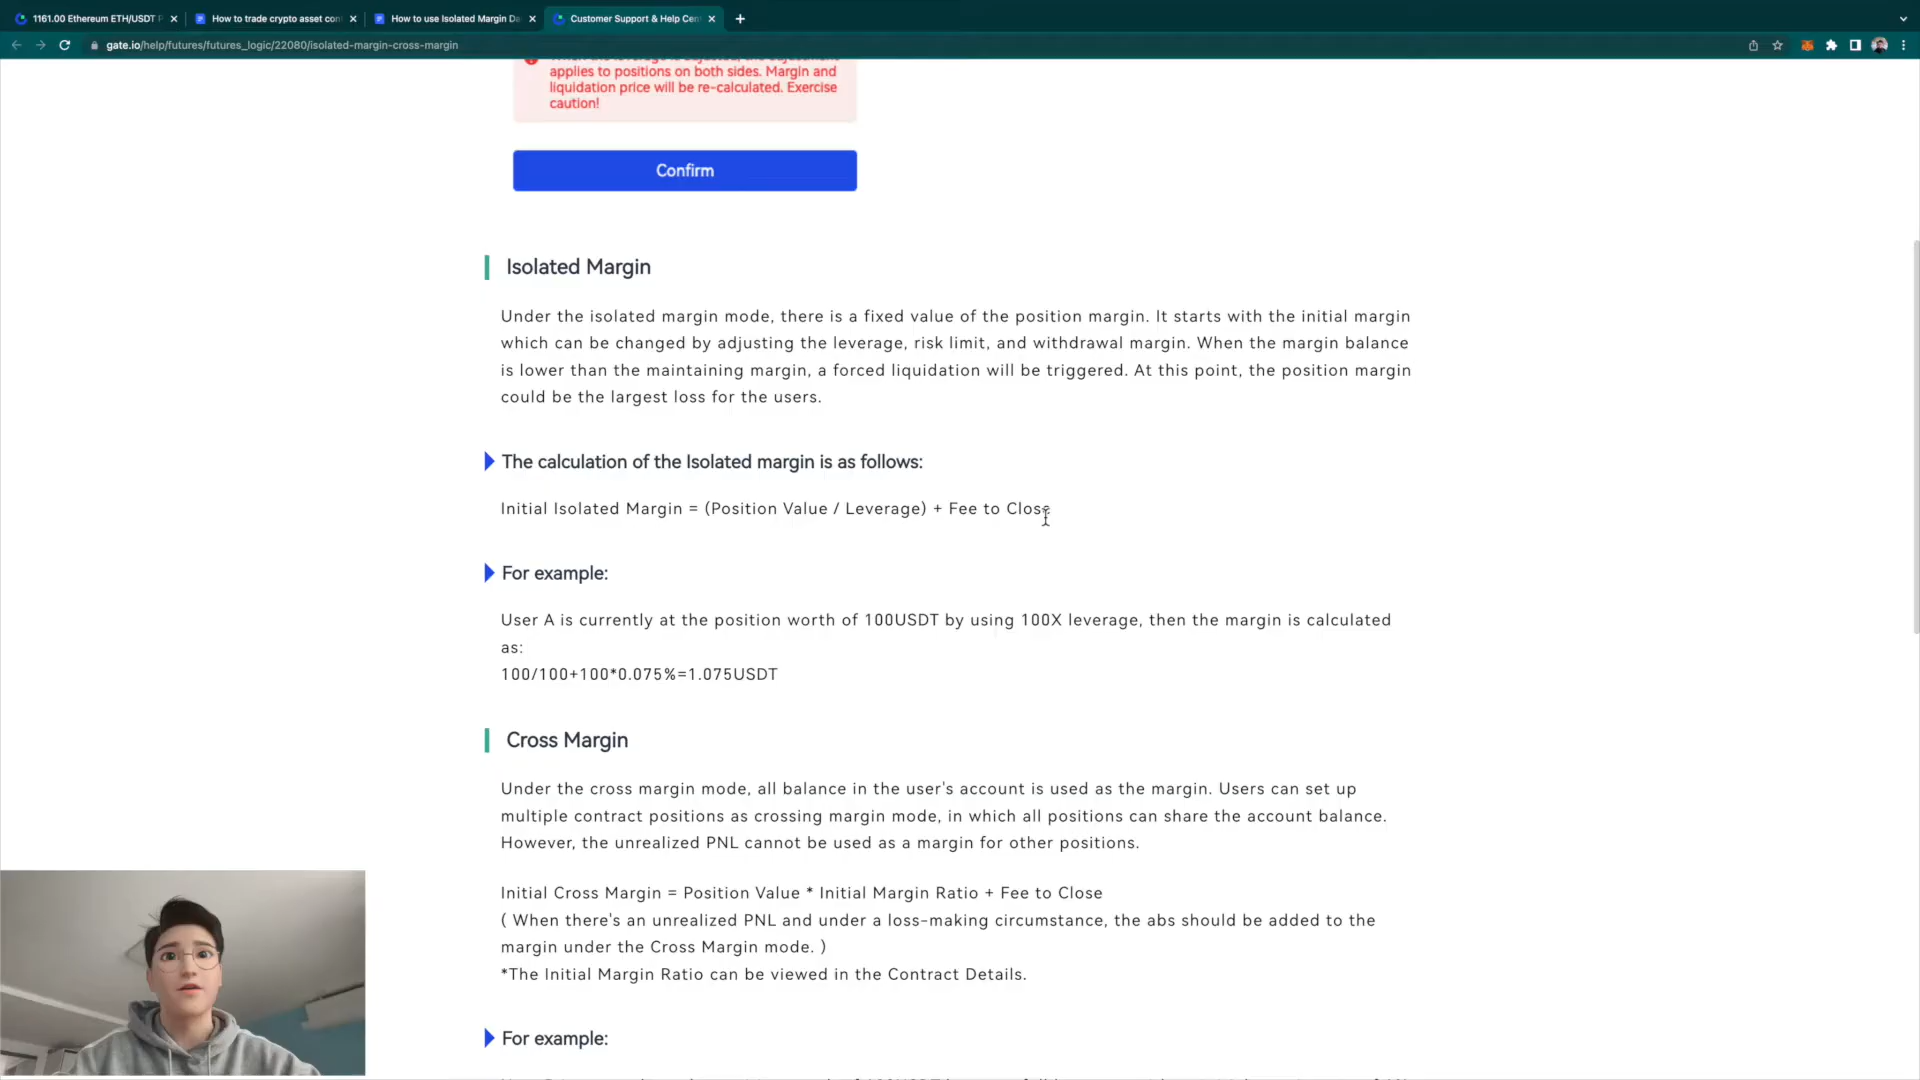 1161.00 Ethereum ETH/USDT
How to trade crypto asset con
How to use Isolated Margin Da
Customer Support & Help Cen
gate.io/help/futures/futures_logic/22080/isolated-margin-cross-margin
applies to positions on both sides. Margin and
liquidation price will be re-calculated. Exercise
caution!
Confirm
Isolated Margin
Under the isolated margin mode, there is a fixed value of the position margin. It starts with the initial margin
which can be changed by adjusting the leverage, risk limit, and withdrawal margin. When the margin balance
is lower than the maintaining margin, a forced liquidation will be triggered. At this point, the position margin
could be the largest loss for the users.
The calculation of the Isolated margin is as follows:
Initial Isolated Margin = (Position Value / Leverage) + Fee to Close
For example:
User A is currently at the position worth of 100USDT by using 100X leverage, then the margin is calculated
as:
100/100+100*0.075%=1.075USDT
Cross Margin
Under the cross margin mode, all balance in the user's account is used as the margin. Users can set up
multiple contract positions as crossing margin mode, in which all positions can share the account balance.
However, the unrealized PNL cannot be used as a margin for other positions.
Initial Cross Margin = Position Value * Initial Margin Ratio + Fee to Close
( When there's an unrealized PNL and under a loss-making circumstance, the abs should be added to the
margin under the Cross Margin mode. )
*The Initial Margin Ratio can be viewed in the Contract Details.
For example: